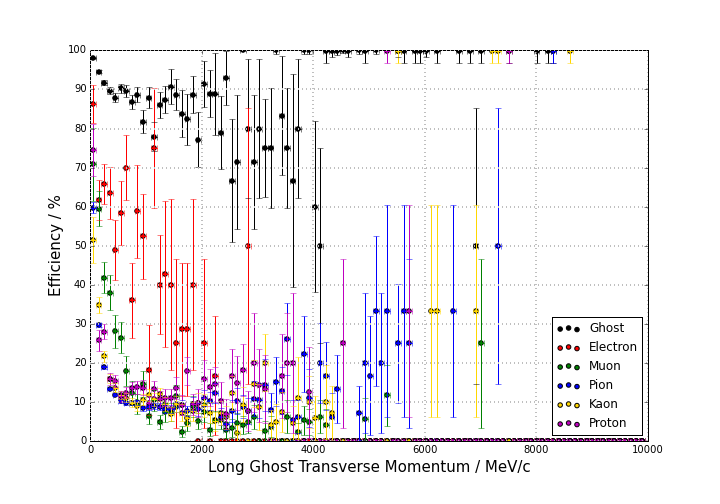 100
90
80
70
60
50
40
30
20
10
0
Efficiency / %
Ghost
Electron
Muon
Pion
Kaon
Proton
0
2000
4000
6000
8000
10000
Long Ghost Transverse Momentum / MeV/c